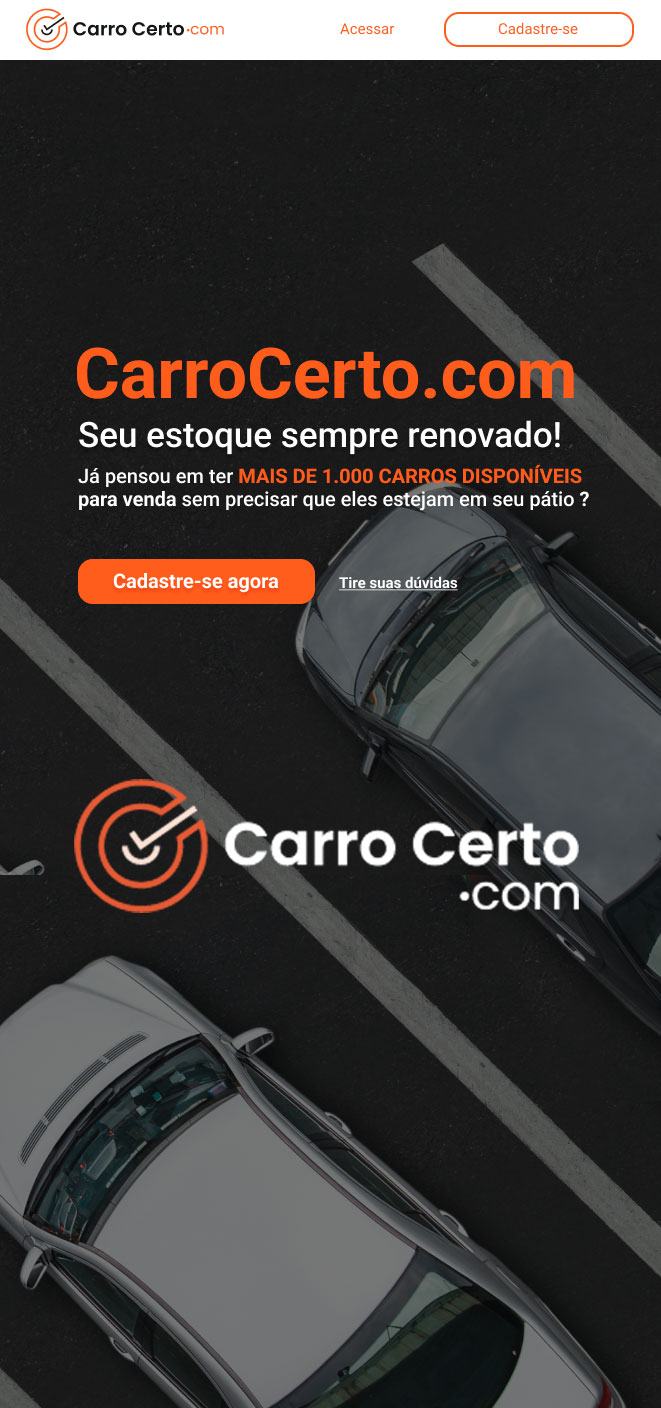 Carro Certo.com
Acessar
Cadastre-se
CarroCerto.com
Seu estoque sempre renovado!
Já pensou em ter MAIS DE 1.000 CARROS DISPONÍVEIS
para venda sem precisar que eles estejam em seu pátio ?
Cadastre-se agora
Tire suas dúvidas
Carro Certo
.com